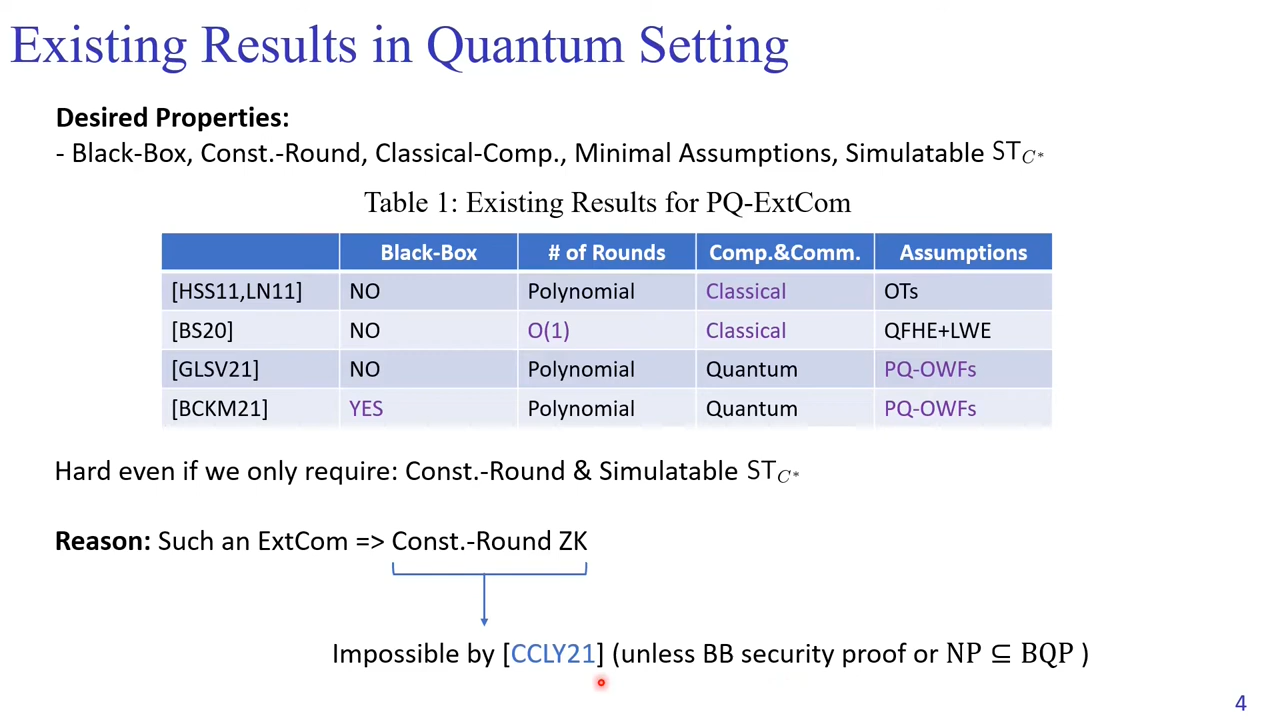 Existing Results in Quantum Setting
Desired Properties:
- Black-Box, Const.-Round, Classical-Comp., Minimal Assumptions, Simulatable ST_{C*}
Table 1: Existing Results for PQ-ExtCom
Black-Box # of Rounds Comp.&Comm. Assumptions
[HSS11,LN11] NO Polynomial Classical OTs
[BS20] NO O(1) Classical QFHE+LWE
[GLSV21] NO Polynomial Quantum PQ-OWFs
[BCKM21] YES Polynomial Quantum PQ-OWFs
Hard even if we only require: Const.-Round & Simulatable ST_{C*}
Reason: Such an ExtCom => Const.-Round ZK
Impossible by [CCLY21] (unless BB security proof or NP ⊆ BQP )
4